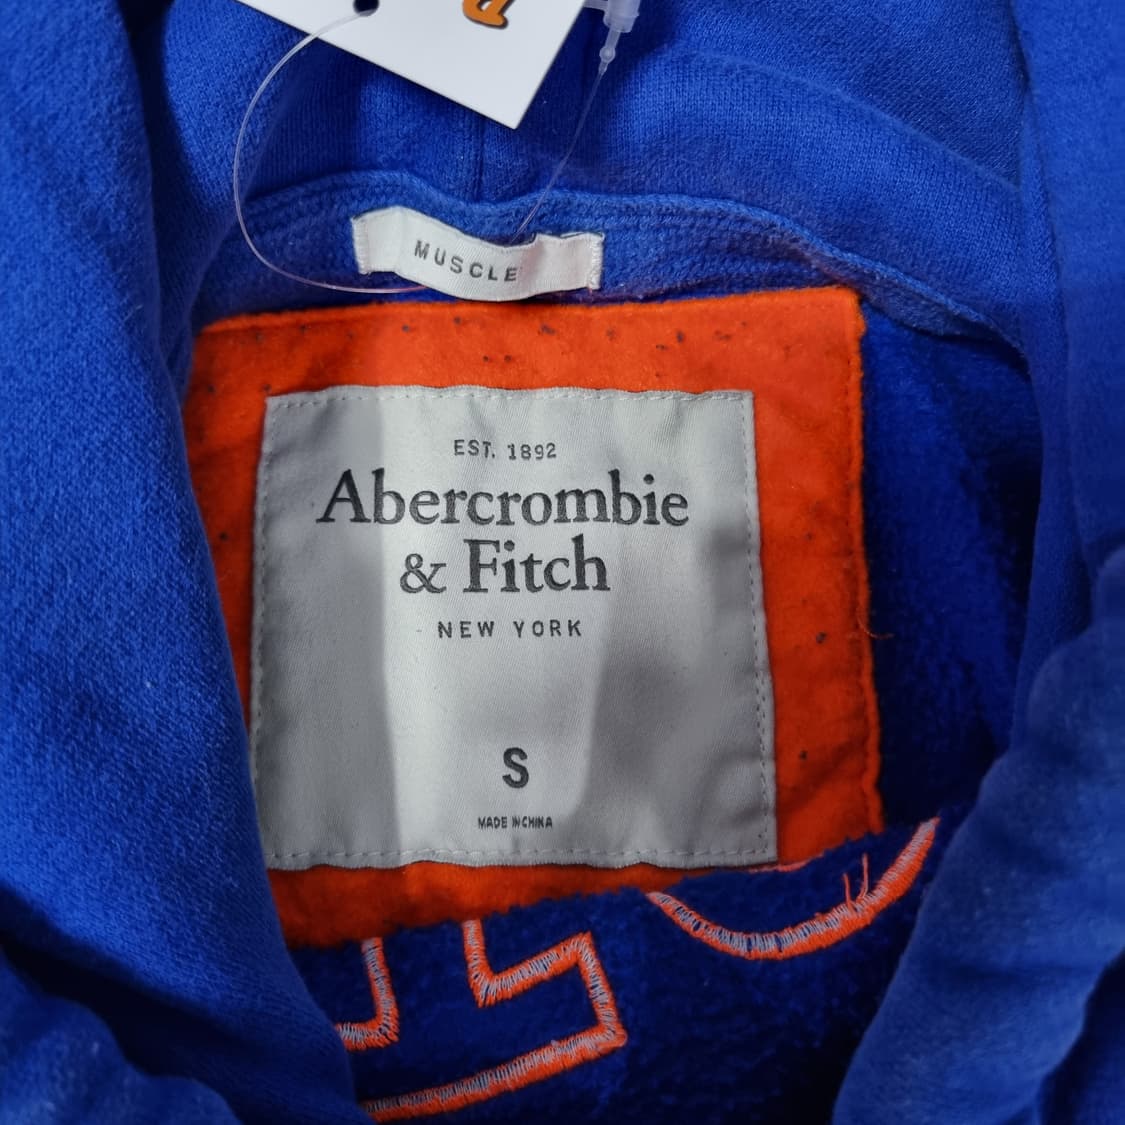 MUSCLE
EST. 1892
Abercrombie
& Fitch
NEW YORK
S
MADE IN CHINA